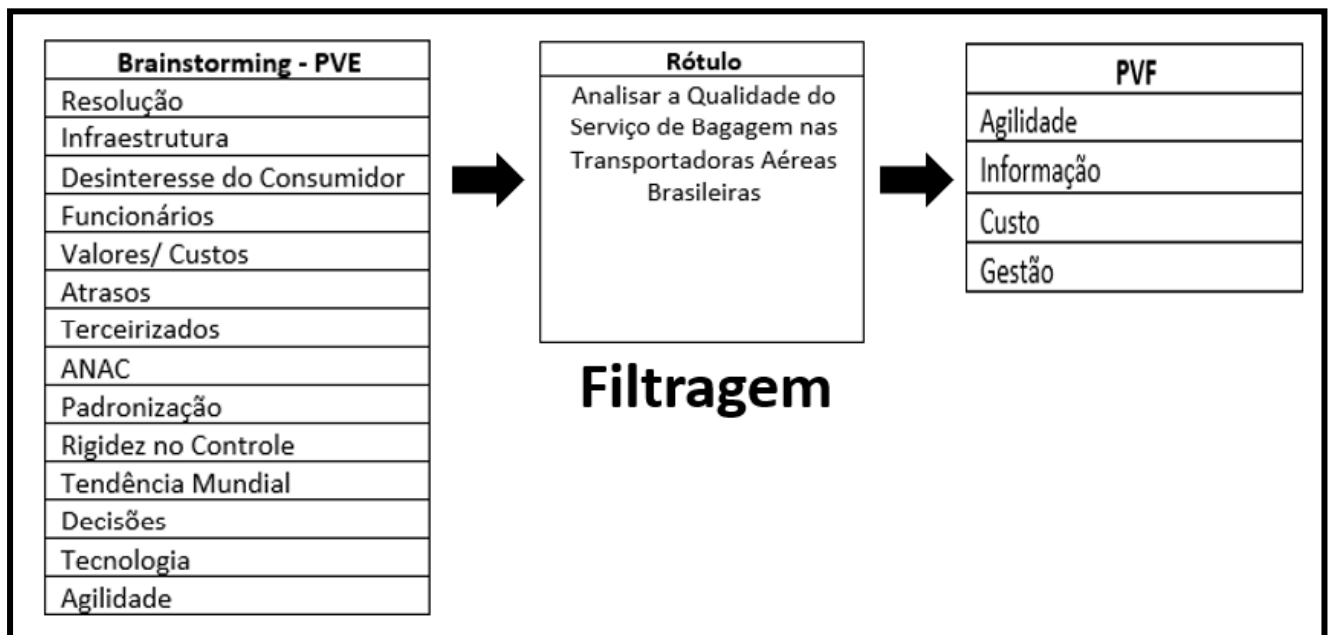 Brainstorming - PVE
Resolução
Infraestrutura
Desinteresse do Consumidor
Funcionários
Valores/ Custos
Atrasos
Terceirizados
ANAC
Padronização
Rigidez no Controle
Tendência Mundial
Decisões
Tecnologia
Agilidade
Rótulo
Analisar a Qualidade do
Serviço de Bagagem nas
Transportadoras Aéreas
Brasileiras
Filtragem
PVF
Agilidade
Informação
Custo
Gestão